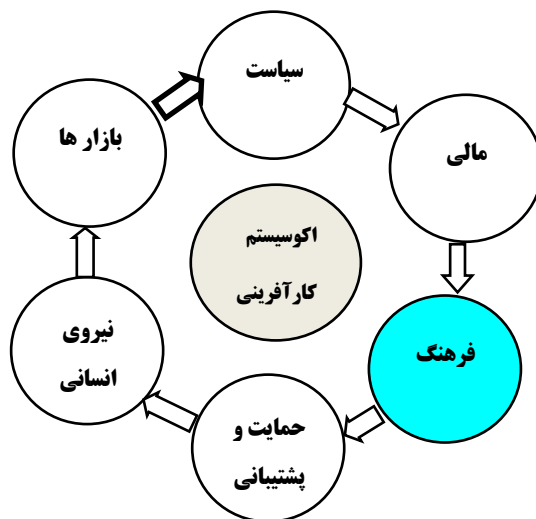 سیاست
مالی
فرهنگ
حمایت و
پشتیبانی
نیروی
انسانی
بازار ها
اکوسیستم
کارآفرینی